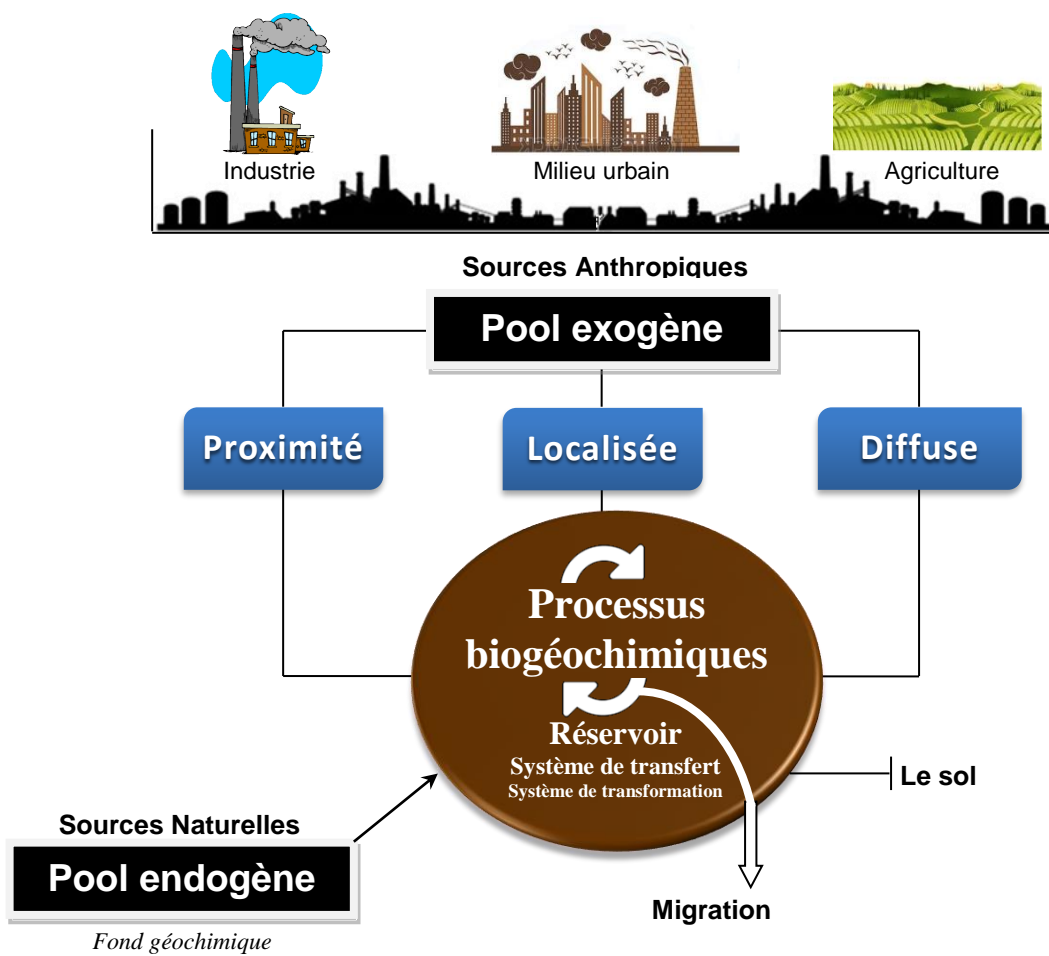 Industrie
Milieu urbain
Agriculture
Sources Anthropiques
Pool exogène
Proximité
Localisée
Diffuse
Processus
biogéochimiques
Réservoir
Système de transfert
Système de transformation
Le sol
Sources Naturelles
Pool endogène
Migration
Fond géochimique